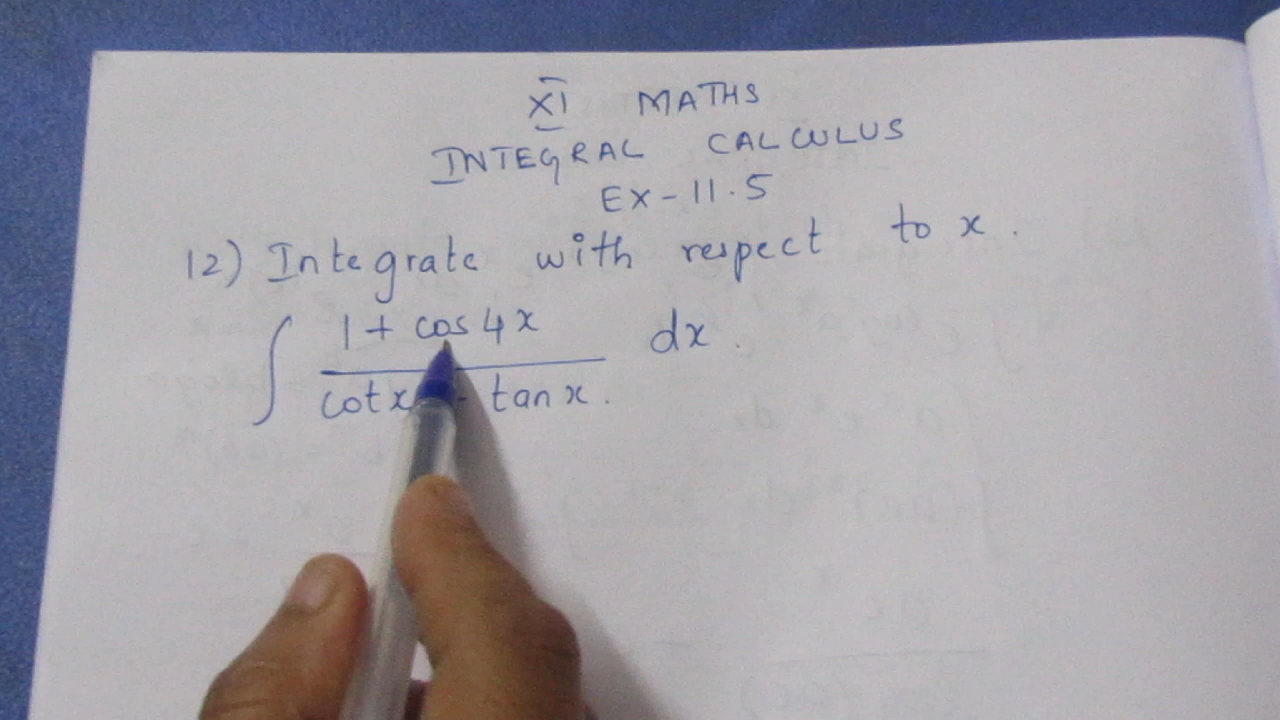 XI MATHS
INTEGRAL CALCULUS
EX-11.5
12) Integrate with respect to x.
∫ (1 + cos 4x)/(cot x - tan x) dx.